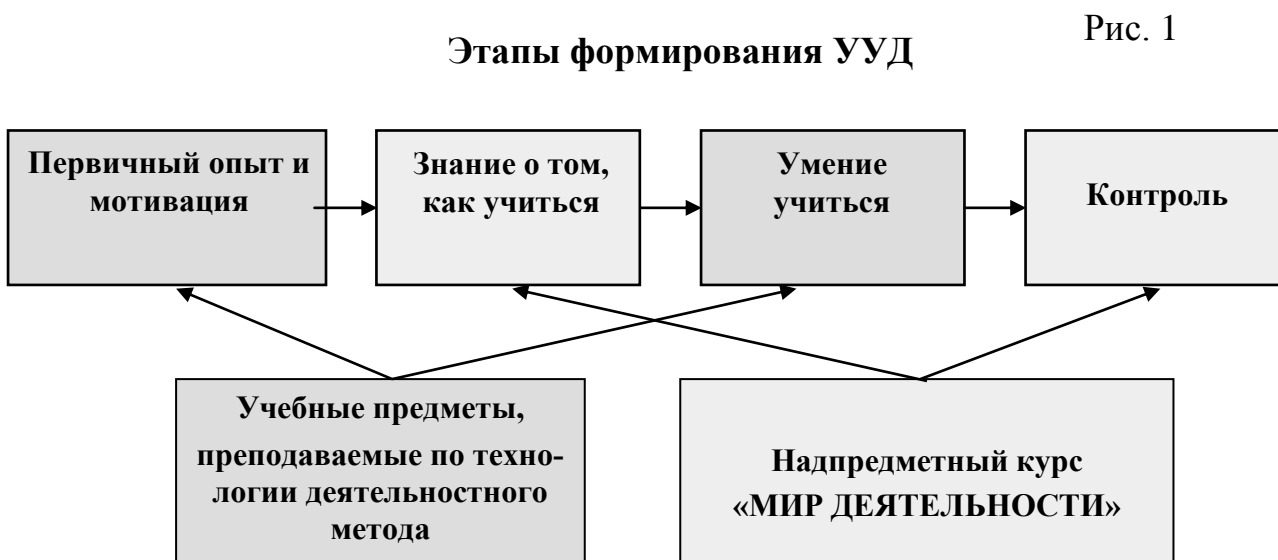 Рис. 1
Этапы формирования УУД
Первичный опыт и
мотивация
Знание о том,
как учиться
Умение
учиться
Контроль
Учебные предметы,
преподаваемые по техно-
логии деятельностного
метода
Надпредметный курс
«МИР ДЕЯТЕЛЬНОСТИ»